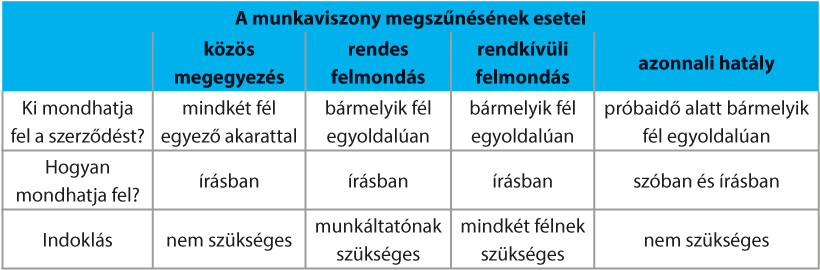 A munkaviszony megszűnésének esetei
közös megegyezés
rendes felmondás
rendkívüli felmondás
azonnali hatály
Ki mondhatja fel a szerződést?
mindkét fél egyező akarattal
bármelyik fél egyoldalúan
bármelyik fél egyoldalúan
próbaidő alatt bármelyik fél egyoldalúan
Hogyan mondhatja fel?
írásban
írásban
írásban
szóban és írásban
Indoklás
nem szükséges
munkáltatónak szükséges
mindkét félnek szükséges
nem szükséges